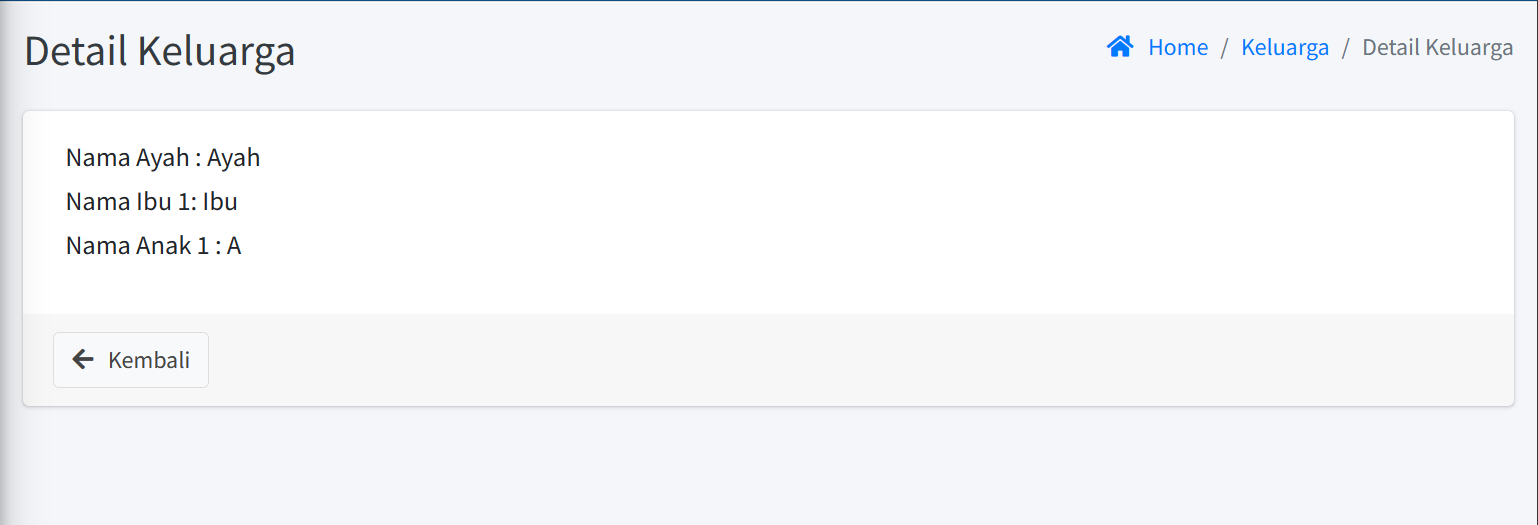 Detail Keluarga
Home / Keluarga / Detail Keluarga
Nama Ayah : Ayah
Nama Ibu 1: Ibu
Nama Anak 1 : A
Kembali